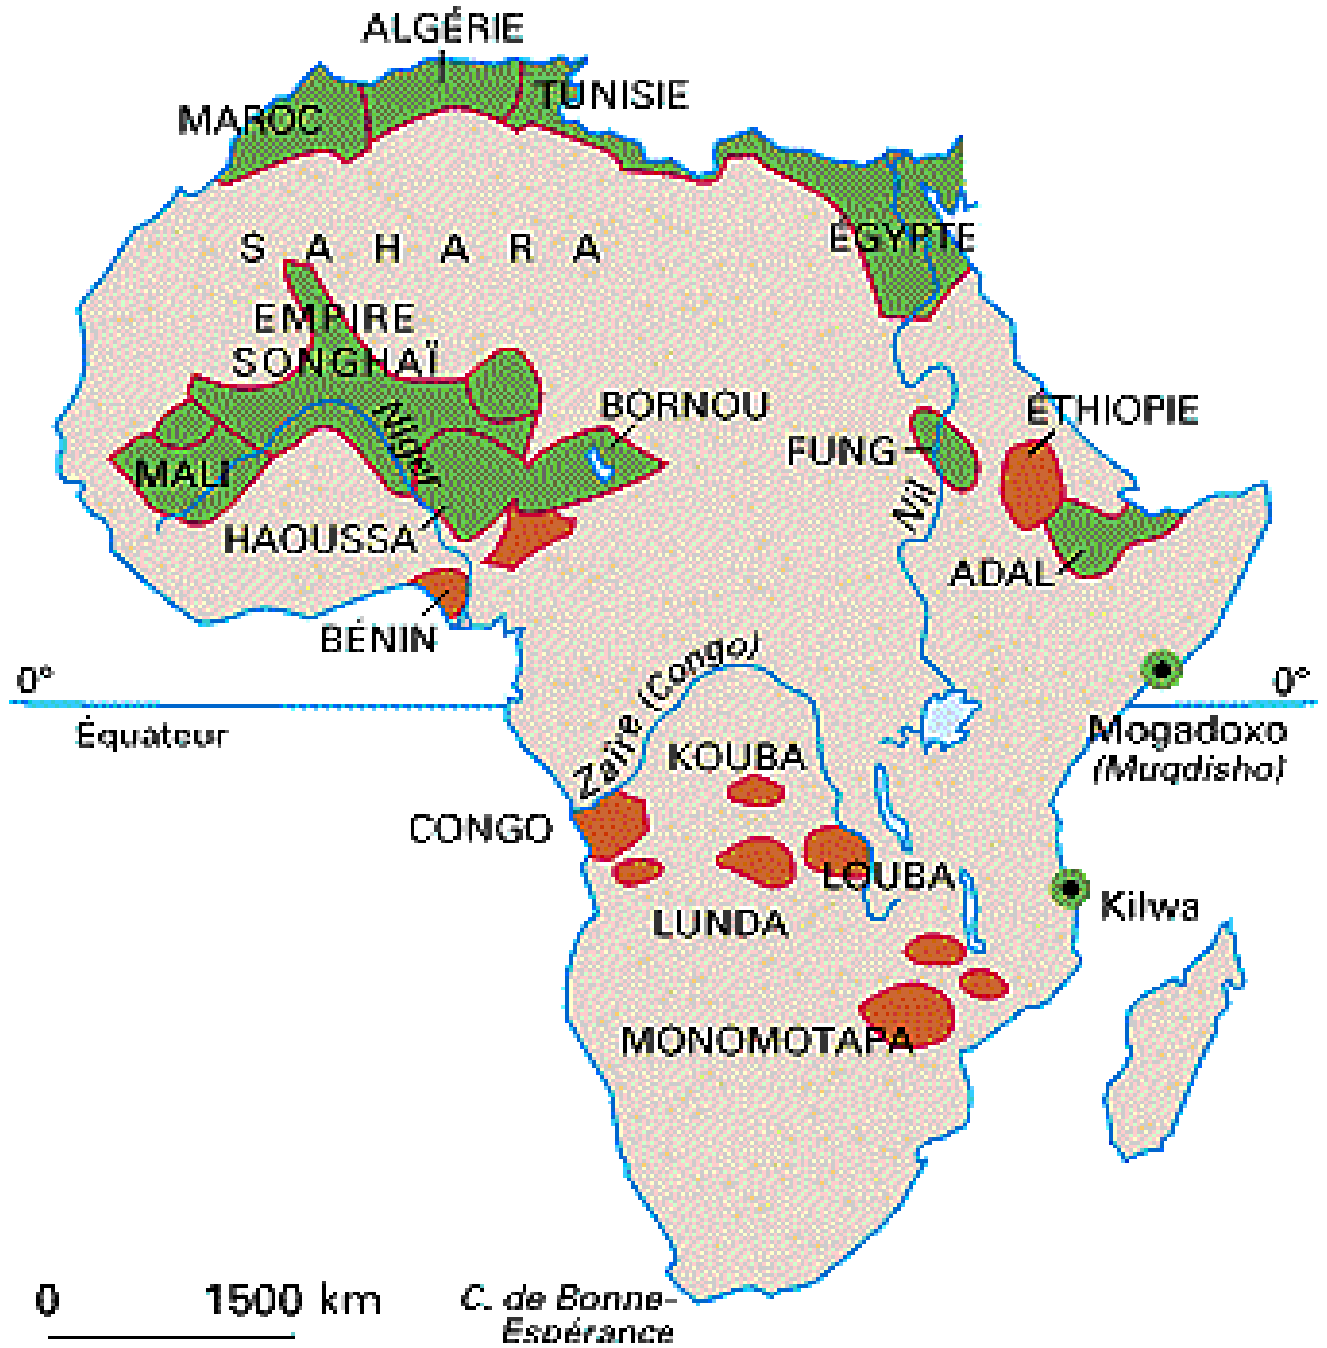 ALGÉRIE
TUNISIE
MAROC
SAHARA
ÉGYPTE
EMPIRE
SONGHAÏ
Niger
BORNOU
ÉTHIOPIE
FUNG
MALI
Nil
HAOUSSA
ADAL
BÉNIN
0°
0°
Équateur
Zaïre (Congo)
Mogadoxo
(Muqdisho)
KOUBA
CONGO
LOUBA
Kilwa
LUNDA
MONOMOTAPA
0 1500 km
C. de Bonne-
Espérance